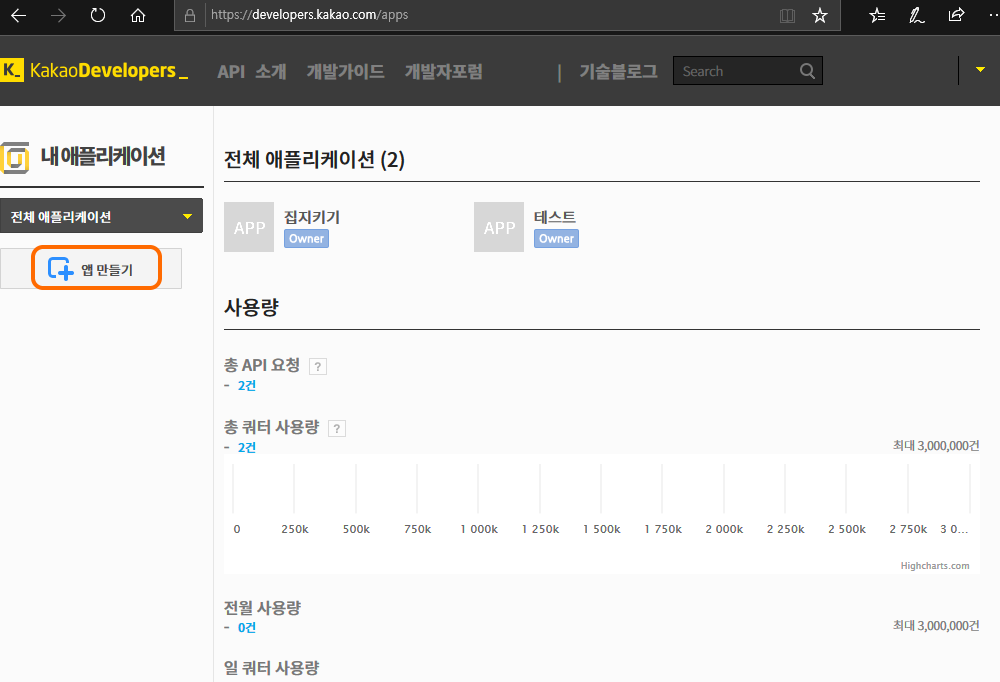 https://developers.kakao.com/apps
K_ KakaoDevelopers_ API 소개 개발가이드 개발자포럼 | 기술블로그 Search
내 애플리케이션
전체 애플리케이션
앱 만들기
전체 애플리케이션 (2)
APP 집지키기 Owner
APP 테스트 Owner
사용량
총 API 요청 ?
- 2건
총 쿼터 사용량 ?
- 2건 최대 3,000,000건
0 250k 500k 750k 1 000k 1 250k 1 500k 1 750k 2 000k 2 250k 2 500k 2 750k 3 0...
Highcharts.com
전월 사용량
- 0건 최대 3,000,000건
일 쿼터 사용량